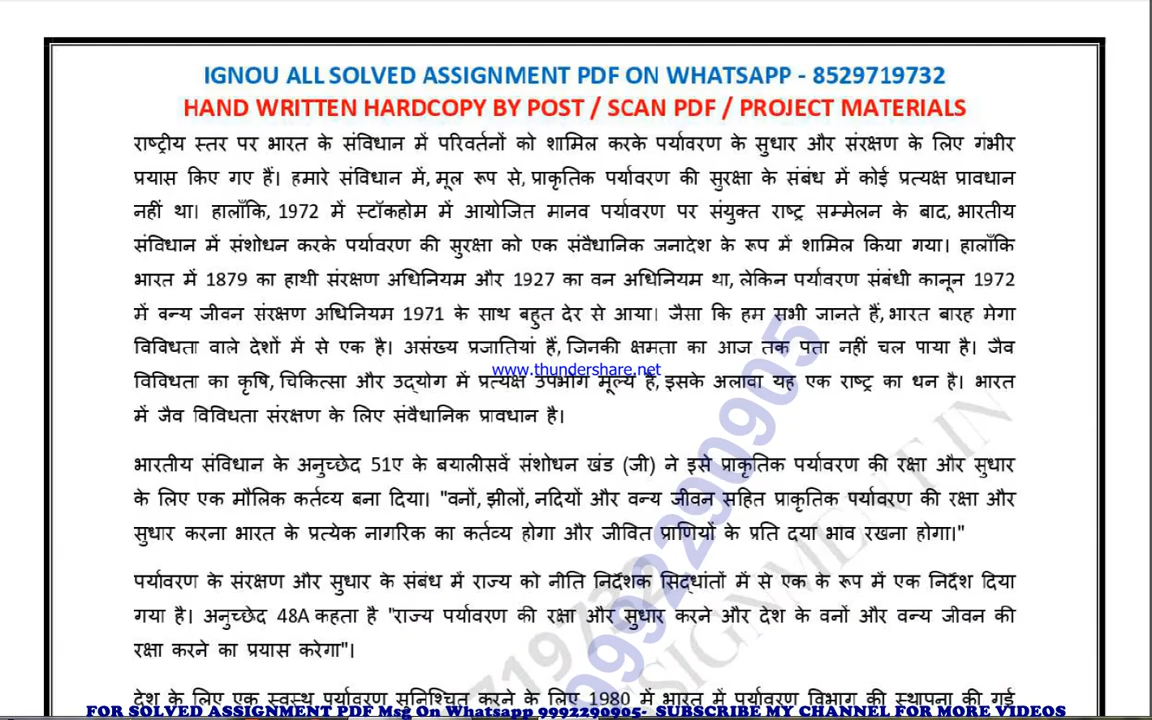 IGNOU ALL SOLVED ASSIGNMENT PDF ON WHATSAPP - 8529719732
HAND WRITTEN HARDCOPY BY POST / SCAN PDF / PROJECT MATERIALS
राष्ट्रीय स्तर पर भारत के संविधान में परिवर्तनों को शामिल करके पर्यावरण के सुधार और संरक्षण के लिए गंभीर
प्रयास किए गए हैं। हमारे संविधान में, मूल रूप से, प्राकृतिक पर्यावरण की सुरक्षा के संबंध में कोई प्रत्यक्ष प्रावधान
नहीं था। हालाँकि, 1972 में स्टॉकहोम में आयोजित मानव पर्यावरण पर संयुक्त राष्ट्र सम्मेलन के बाद, भारतीय
संविधान में संशोधन करके पर्यावरण की सुरक्षा को एक संवैधानिक जनादेश के रूप में शामिल किया गया। हालाँकि
भारत में 1879 का हाथी संरक्षण अधिनियम और 1927 का वन अधिनियम था, लेकिन पर्यावरण संबंधी कानून 1972
में वन्य जीवन संरक्षण अधिनियम 1971 के साथ बहुत देर से आया। जैसा कि हम सभी जानते हैं, भारत बारह मेगा
विविधता वाले देशों में से एक है। असंख्य प्रजातियां हैं, जिनकी क्षमता का आज तक पता नहीं चल पाया है। जैव
www.thundershare.net
विविधता का कृषि, चिकित्सा और उद्योग में प्रत्यक्ष उपभोग मूल्य है, इसके अलावा यह एक राष्ट्र का धन है। भारत
में जैव विविधता संरक्षण के लिए संवैधानिक प्रावधान है।
भारतीय संविधान के अनुच्छेद 51ए के बयालीसवें संशोधन खंड (जी) ने इसे प्राकृतिक पर्यावरण की रक्षा और सुधार
के लिए एक मौलिक कर्तव्य बना दिया। "वनों, झीलों, नदियों और वन्य जीवन सहित प्राकृतिक पर्यावरण की रक्षा और
सुधार करना भारत के प्रत्येक नागरिक का कर्तव्य होगा और जीवित प्राणियों के प्रति दया भाव रखना होगा।"
पर्यावरण के संरक्षण और सुधार के संबंध में राज्य को नीति निर्देशक सिद्धांतों में से एक के रूप में एक निर्देश दिया
गया है। अनुच्छेद 48A कहता है "राज्य पर्यावरण की रक्षा और सुधार करने और देश के वनों और वन्य जीवन की
रक्षा करने का प्रयास करेगा"।
देश के लिए एक स्वस्थ पर्यावरण सुनिश्चित करने के लिए 1980 में भारत में पर्यावरण विभाग की स्थापना की गई
FOR SOLVED ASSIGNMENT PDF Msg On Whatsapp 9992290905- SUBSCRIBE MY CHANNEL FOR MORE VIDEOS
9992290905
719732
SIGNMENT IN